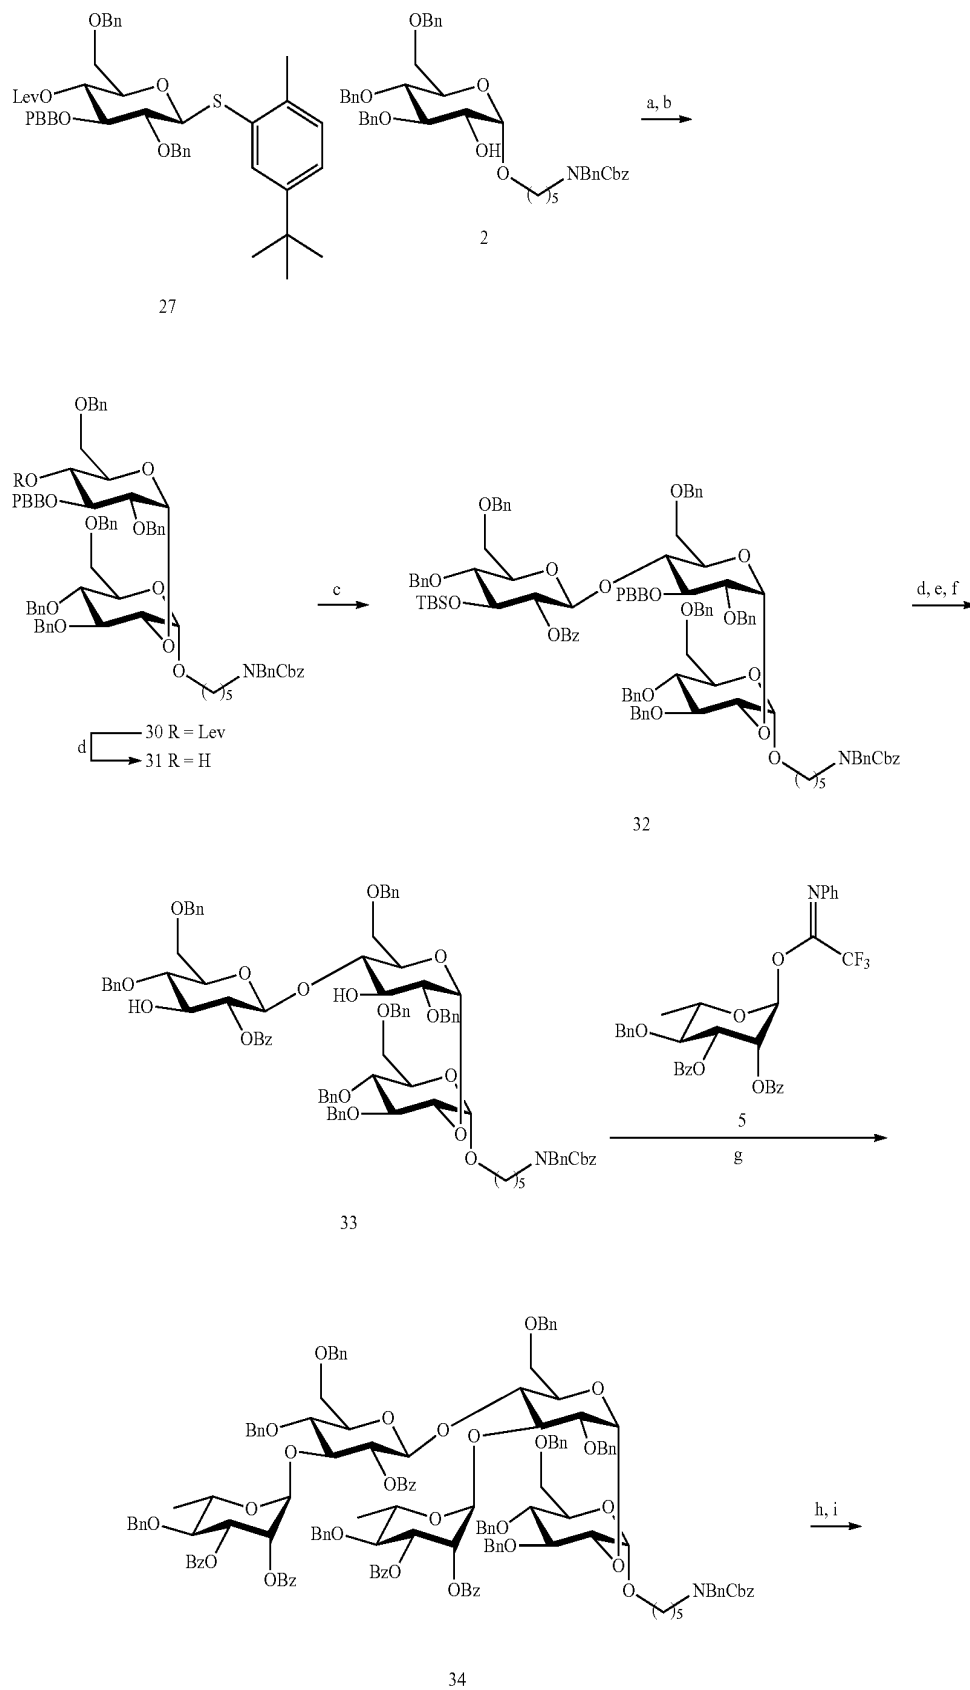 OBn OBn
O O
LevO S BnO
PBBO BnO
OBn OH
O NBnCbz
( )5
a, b
27
2
OBn
O
RO
PBBO
OBn OBn
O
BnO
BnO
O
O NBnCbz
( )5
c
d 30 R = Lev
31 R = H
OBn OBn
O O
BnO O
TBSO PBBO
OBz OBn OBn
O
BnO
BnO
O
O NBnCbz
( )5
d, e, f
32
OBn OBn
O O
BnO O
HO HO
OBz OBn OBn
O
BnO
BnO
O
O NBnCbz
( )5
33
NPh
O CF3
O
BnO
BzO
OBz
5
g
OBn OBn
O O
BnO O
O O
OBz OBn OBn
O O O
BnO BnO BnO
BnO
BzO BzO
OBz OBz
O
O NBnCbz
( )5
h, i
34